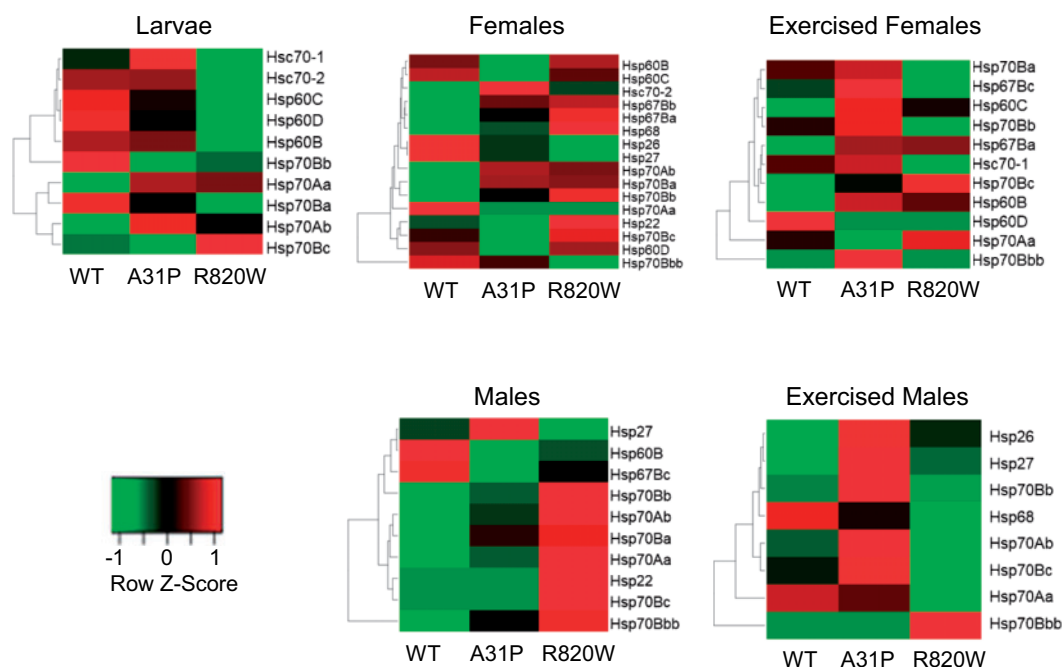 Larvae
Hsc70-1
Hsc70-2
Hsp60C
Hsp60D
Hsp60B
Hsp70Bb
Hsp70Aa
Hsp70Ba
Hsp70Ab
Hsp70Bc
WT A31P R820W
Females
Hsp60B
Hsp60C
Hsc70-2
Hsp67Bb
Hsp67Ba
Hsp68
Hsp26
Hsp27
Hsp70Ab
Hsp70Ba
Hsp70Bb
Hsp70Aa
Hsp22
Hsp70Bc
Hsp60D
Hsp70Bbb
WT A31P R820W
Exercised Females
Hsp70Ba
Hsp67Bc
Hsp60C
Hsp70Bb
Hsp67Ba
Hsc70-1
Hsp70Bc
Hsp60B
Hsp60D
Hsp70Aa
Hsp70Bbb
WT A31P R820W
-1 0 1
Row Z-Score
Males
Hsp27
Hsp60B
Hsp67Bc
Hsp70Bb
Hsp70Ab
Hsp70Ba
Hsp70Aa
Hsp22
Hsp70Bc
Hsp70Bbb
WT A31P R820W
Exercised Males
Hsp26
Hsp27
Hsp70Bb
Hsp68
Hsp70Ab
Hsp70Bc
Hsp70Aa
Hsp70Bbb
WT A31P R820W